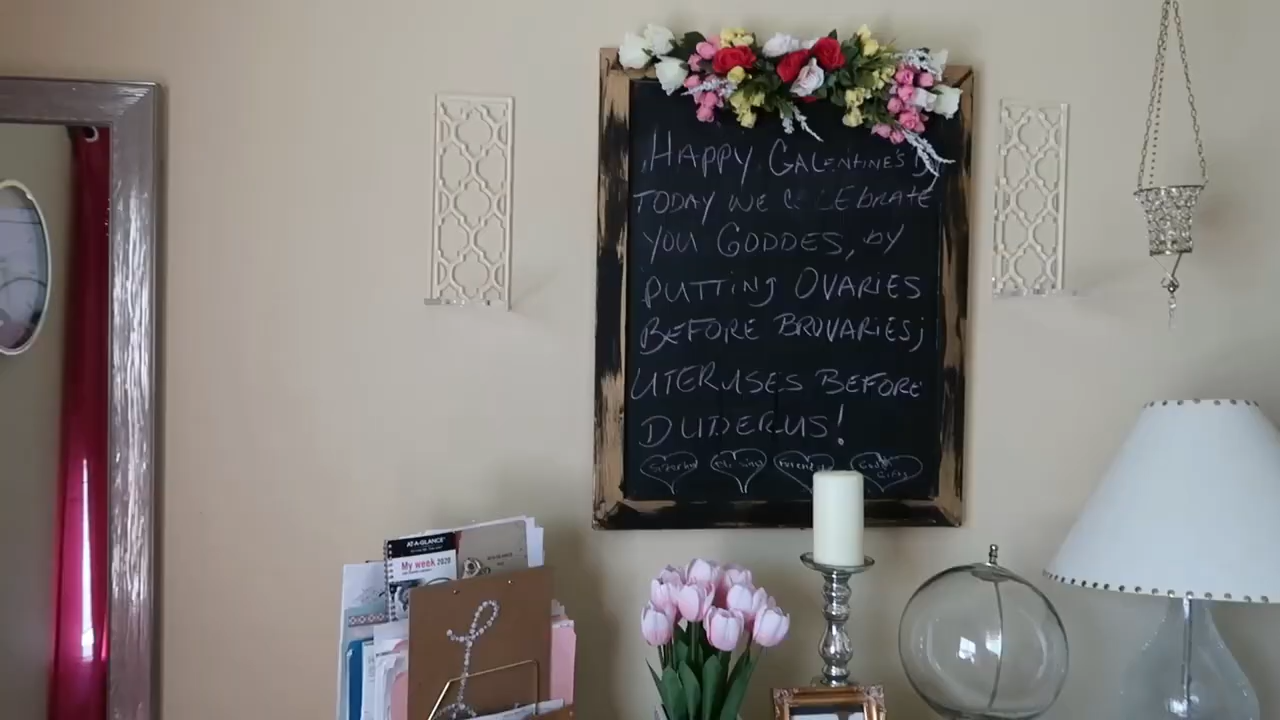 HAPPY GALENTINE'S D
TODAY WE CELEBRATE
YOU GODDES, BY
PUTTING OVARIES
BEFORE BROVARIES;
UTERUSES BEFORE
DUDERUS!
AT-A-GLANCE
My week 2020
L